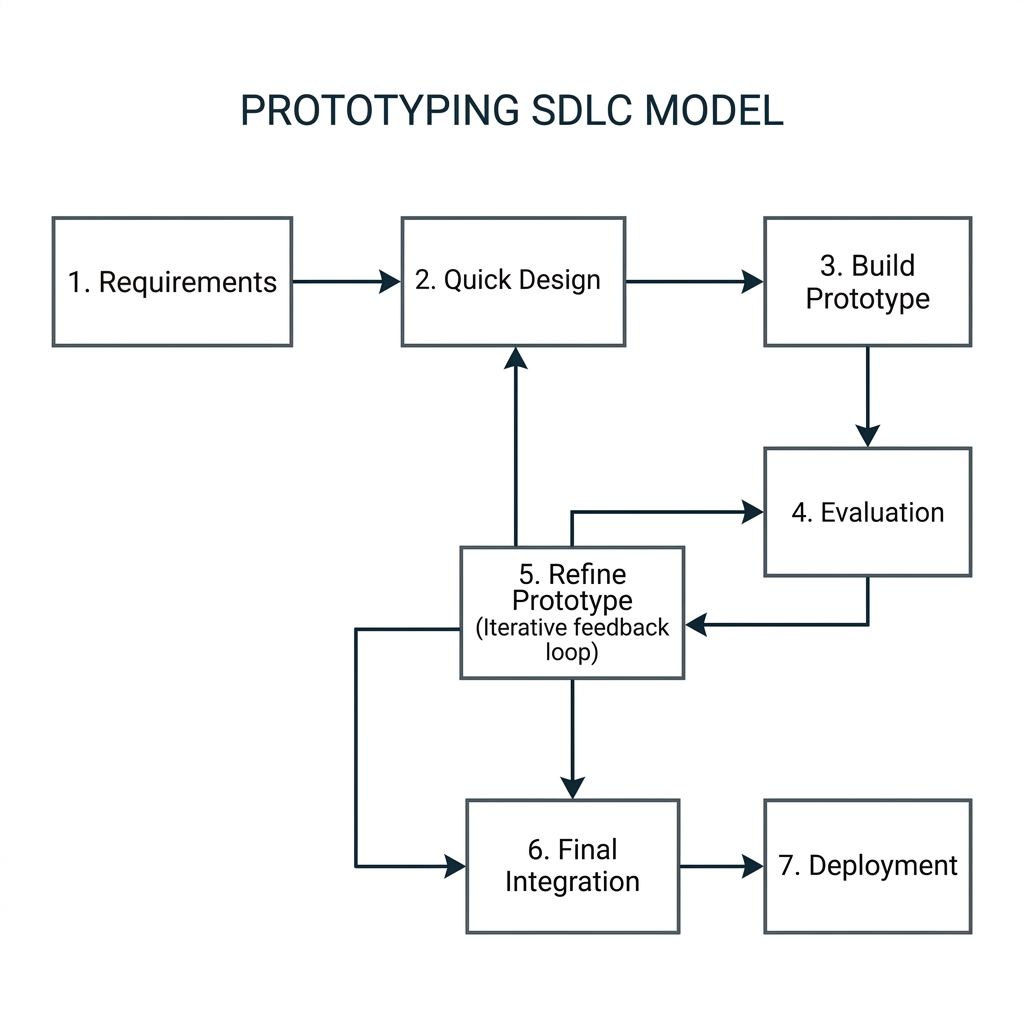 PROTOTYPING SDLC MODEL
1. Requirements
2. Quick Design
3. Build
Prototype
4. Evaluation
5. Refine
Prototype
(Iterative feedback
loop)
6. Final
Integration
7. Deployment